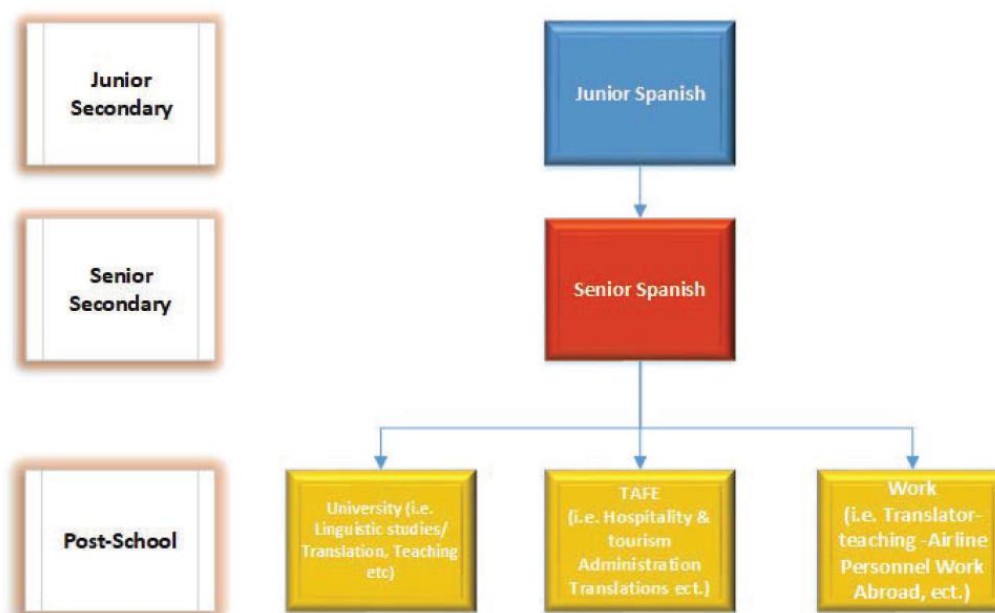 Junior
Secondary
Junior Spanish
Senior
Secondary
Senior Spanish
Post-School
University (i.e.
Linguistic studies/
Translation, Teaching
etc)
TAFE
(i.e. Hospitality &
tourism
Administration
Translations ect.)
Work
(i.e. Translator-
teaching -Airline
Personnel Work
Abroad, ect.)